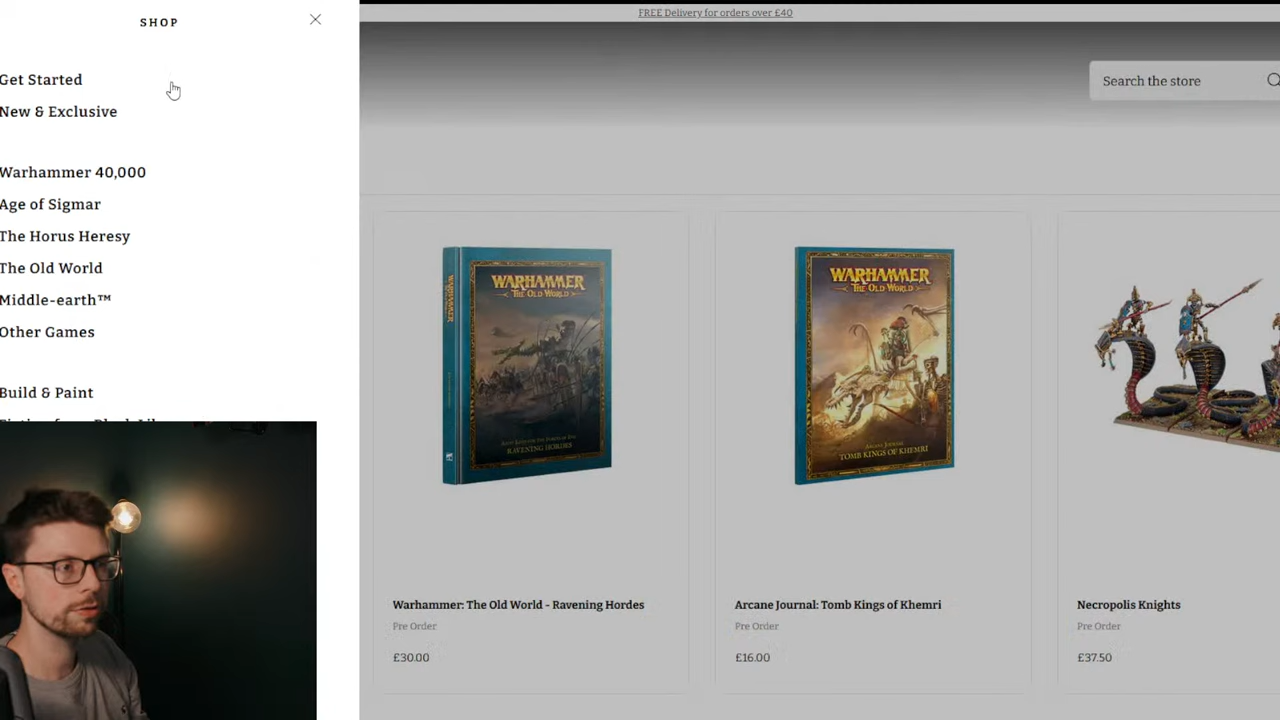 SHOP
Get Started
New & Exclusive
Warhammer 40,000
Age of Sigmar
The Horus Heresy
The Old World
Middle-earth™
Other Games
Build & Paint
FREE Delivery for orders over £40
Search the store
WARHAMMER
THE OLD WORLD
RAVENING HORDES
WARHAMMER
THE OLD WORLD
ARCANE JOURNAL
TOMB KINGS OF KHEMRI
Warhammer: The Old World - Ravening Hordes
Pre Order
£30.00
Arcane Journal: Tomb Kings of Khemri
Pre Order
£16.00
Necropolis Knights
Pre Order
£37.50